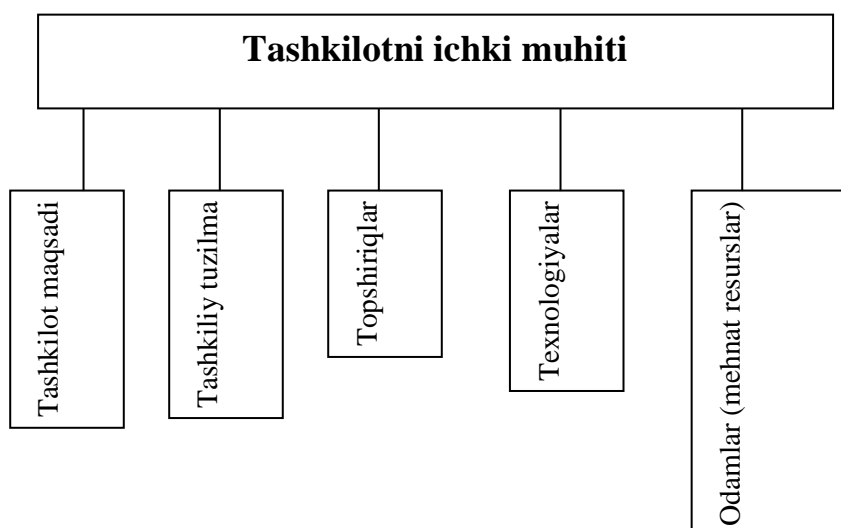 Tashkilotni ichki muhiti
Tashkilot maqsadi
Tashkiliy tuzilma
Topshiriqlar
Texnologiyalar
Odamlar (mehnat resurslar)